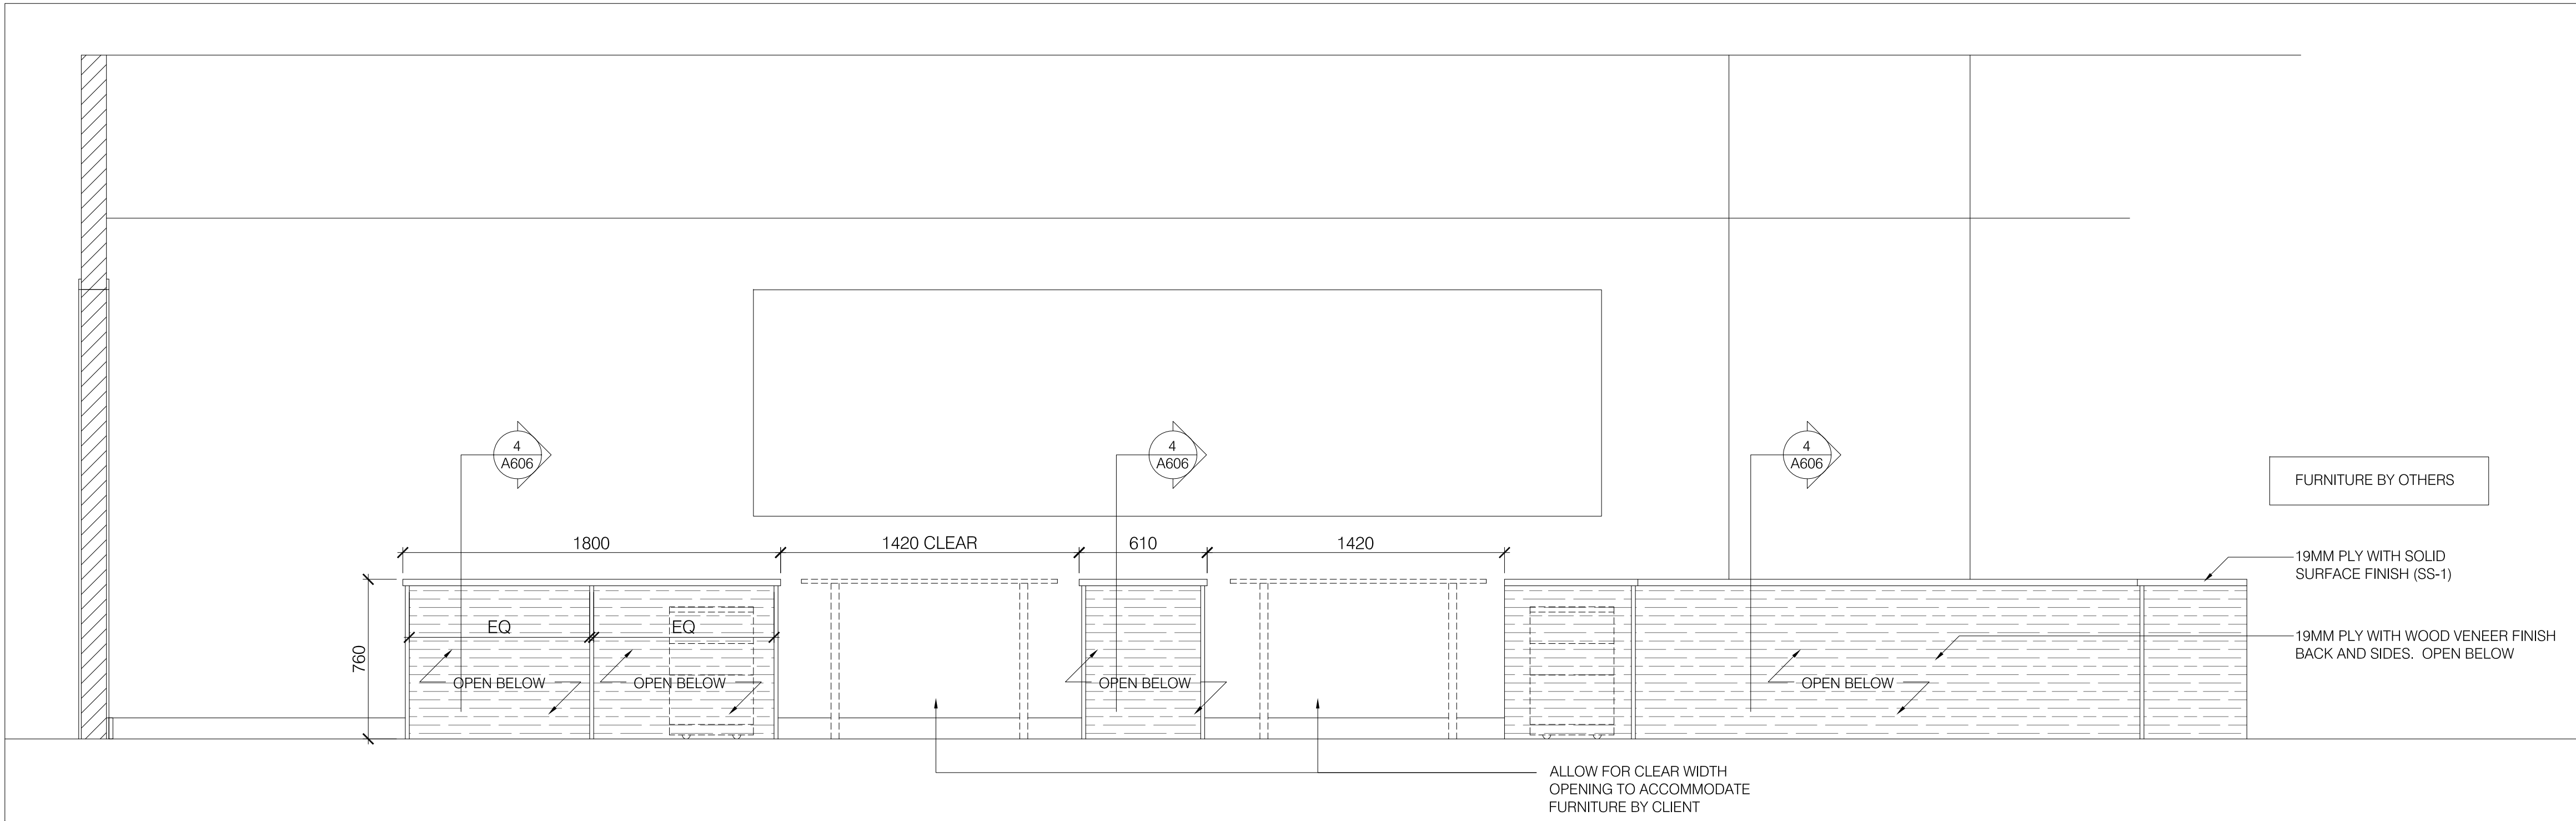 4
A606
4
A606
4
A606
FURNITURE BY OTHERS
1800
1420 CLEAR
610
1420
19MM PLY WITH SOLID
SURFACE FINISH (SS-1)
EQ
EQ
760
19MM PLY WITH WOOD VENEER FINISH
BACK AND SIDES.  OPEN BELOW
OPEN BELOW
OPEN BELOW
OPEN BELOW
OPEN BELOW
ALLOW FOR CLEAR WIDTH
OPENING TO ACCOMMODATE
FURNITURE BY CLIENT